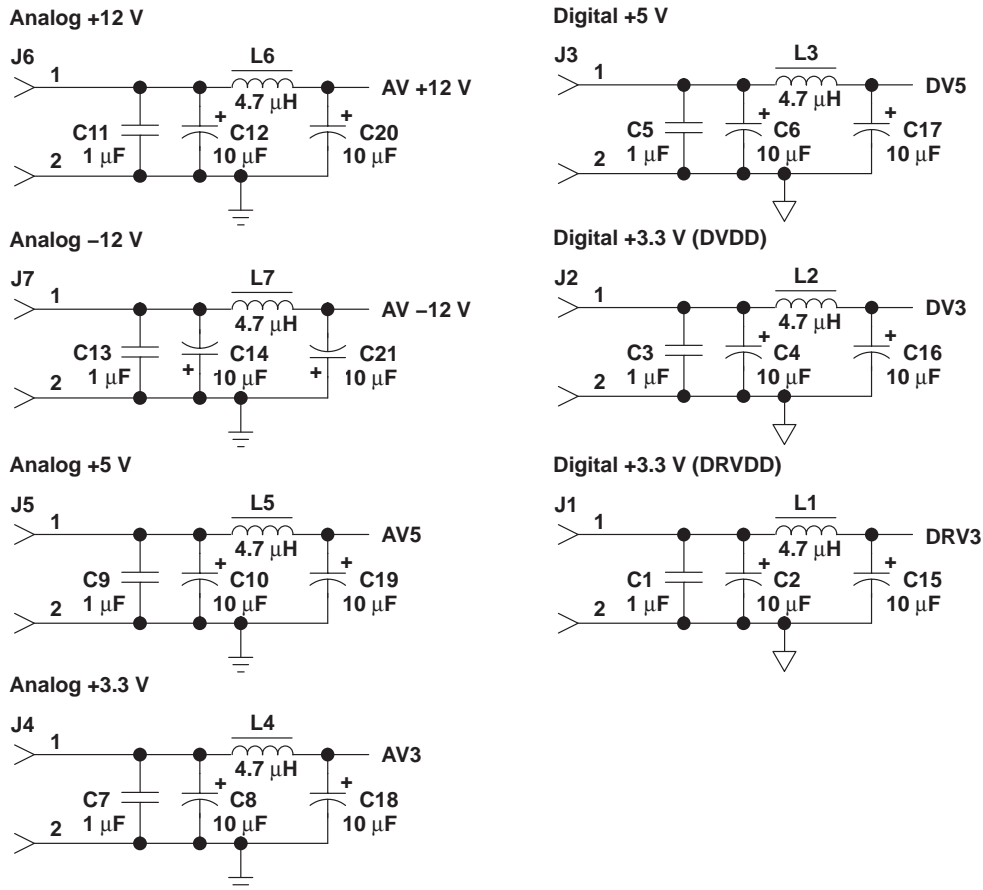 Analog +12 V
J6
1
2
L6
4.7 μH
AV +12 V
C11
1 μF
+
C12
10 μF
+
C20
10 μF
Analog –12 V
J7
1
2
L7
4.7 μH
AV –12 V
C13
1 μF
+
C14
10 μF
+
C21
10 μF
Analog +5 V
J5
1
2
L5
4.7 μH
AV5
C9
1 μF
+
C10
10 μF
+
C19
10 μF
Analog +3.3 V
J4
1
2
L4
4.7 μH
AV3
C7
1 μF
+
C8
10 μF
+
C18
10 μF
Digital +5 V
J3
1
2
L3
4.7 μH
DV5
C5
1 μF
+
C6
10 μF
+
C17
10 μF
Digital +3.3 V (DVDD)
J2
1
2
L2
4.7 μH
DV3
C3
1 μF
+
C4
10 μF
+
C16
10 μF
Digital +3.3 V (DRVDD)
J1
1
2
L1
4.7 μH
DRV3
C1
1 μF
+
C2
10 μF
+
C15
10 μF